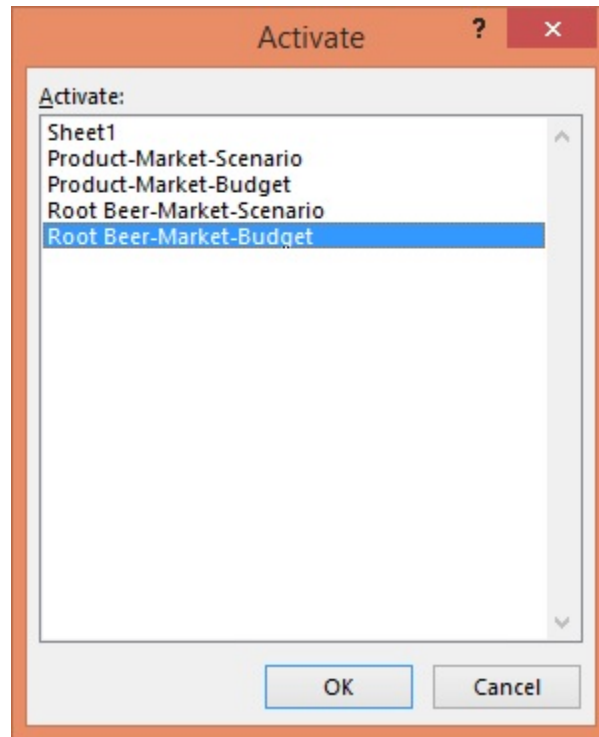 Activate
?
×
Activate:
Sheet1
Product-Market-Scenario
Product-Market-Budget
Root Beer-Market-Scenario
Root Beer-Market-Budget
OK
Cancel